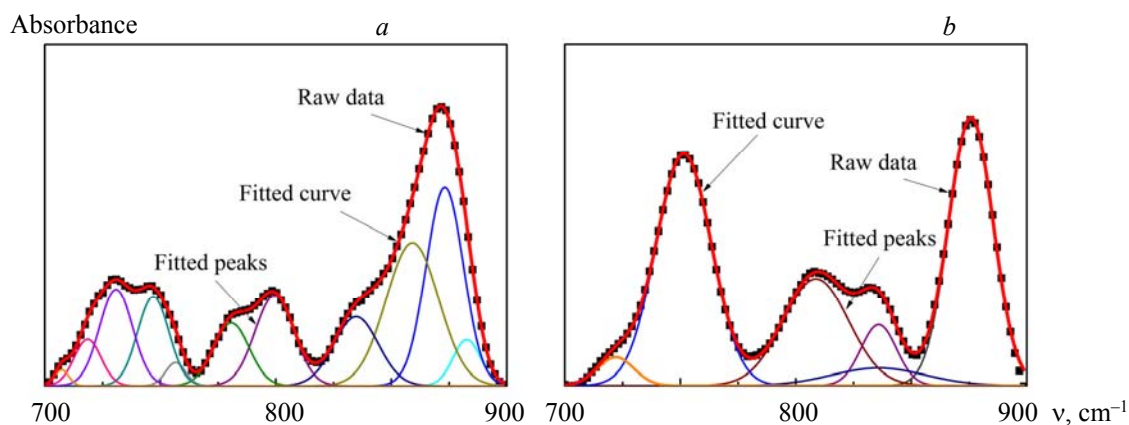 Absorbance
a
b
Raw data
Fitted curve
Fitted peaks
Fitted curve
Raw data
Fitted peaks
700 800 900 700 800 900 ν, cm⁻¹